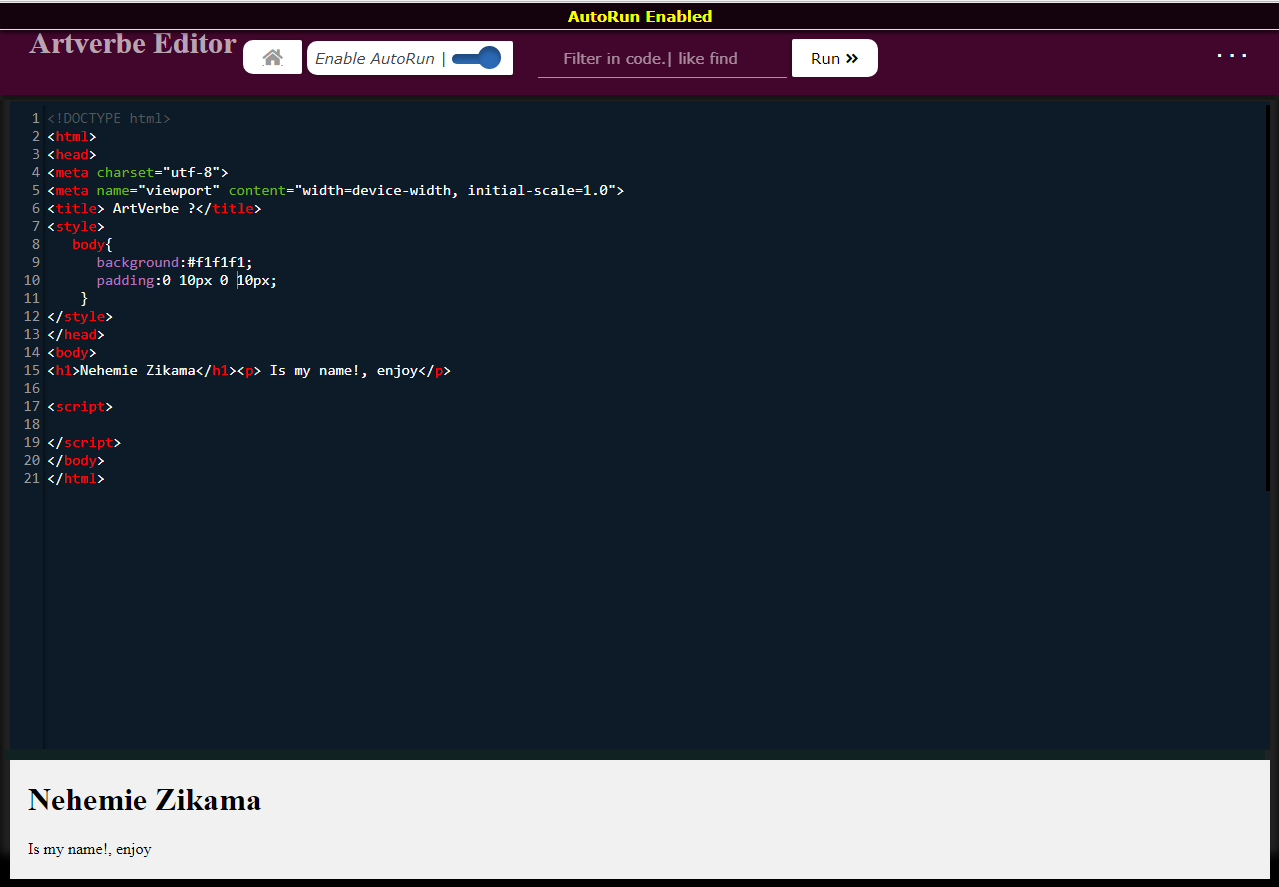 AutoRun Enabled
Artverbe Editor
Enable AutoRun |
Filter in code.| like find
Run »
...
1 <!DOCTYPE html>
2 <html>
3 <head>
4 <meta charset="utf-8">
5 <meta name="viewport" content="width=device-width, initial-scale=1.0">
6 <title> ArtVerbe ?</title>
7 <style>
8    body{
9       background:#f1f1f1;
10       padding:0 10px 0 10px;
11     }
12 </style>
13 </head>
14 <body>
15 <h1>Nehemie Zikama</h1><p> Is my name!, enjoy</p>
16
17 <script>
18
19 </script>
20 </body>
21 </html>
Nehemie Zikama
Is my name!, enjoy